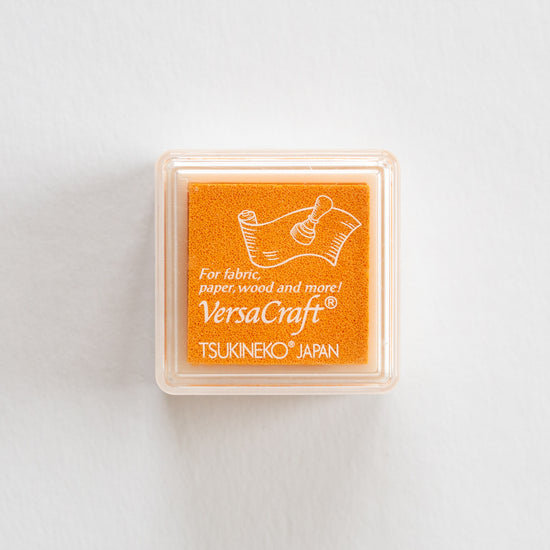 For fabric,
paper, wood and more!
VersaCraft®
TSUKINEKO® JAPAN